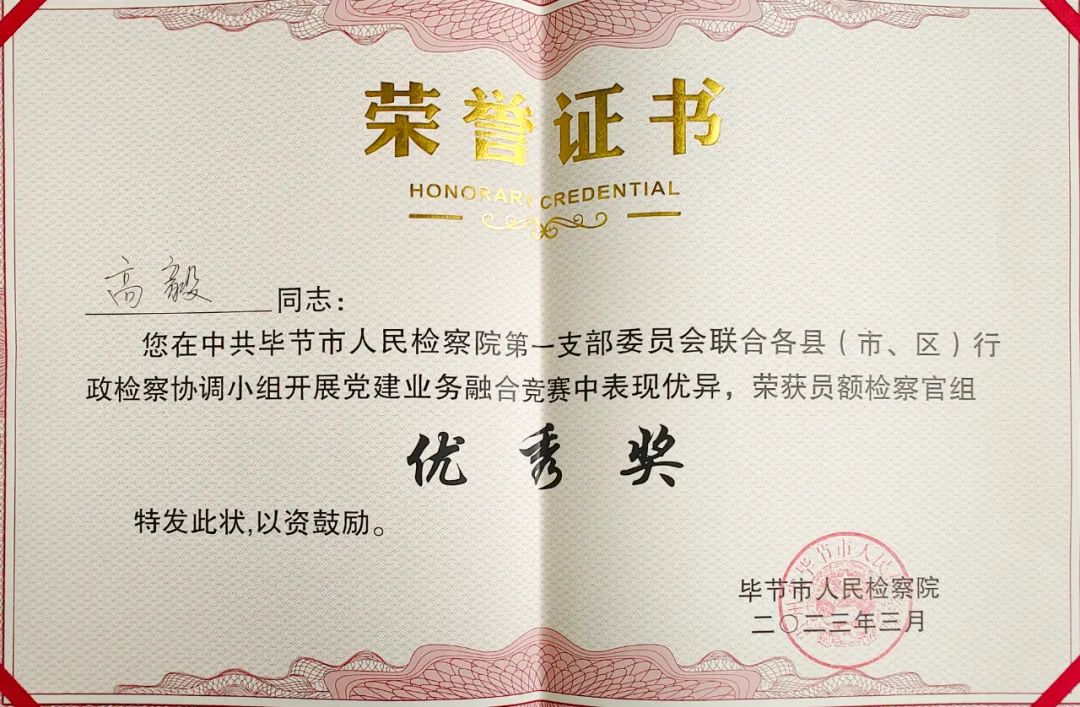 荣誉证书
HONORARY CREDENTIAL
高毅 同志：
您在中共毕节市人民检察院第一支部委员会联合各县（市、区）行
政检察协调小组开展党建业务融合竞赛中表现优异，荣获员额检察官组
优秀奖
特发此状,以资鼓励。
毕节市人民检察院
二〇二三年三月